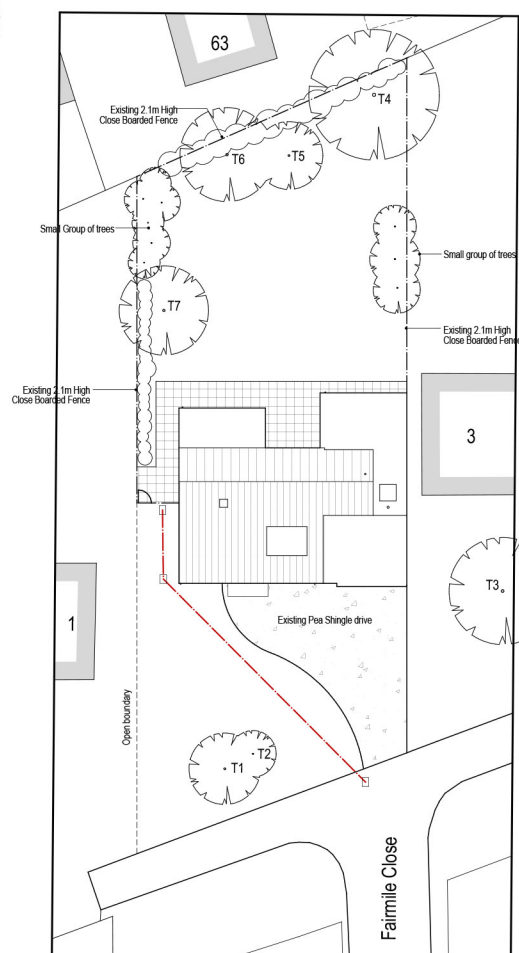 63
Existing 2.1m High
Close Boarded Fence
T4
T6
T5
Small Group of trees
Small group of trees
T7
Existing 2.1m High
Close Boarded Fence
Existing 2.1m High
Close Boarded Fence
3
T3
1
Existing Pea Shingle drive
Open boundary
T2
T1
Fairmile Close